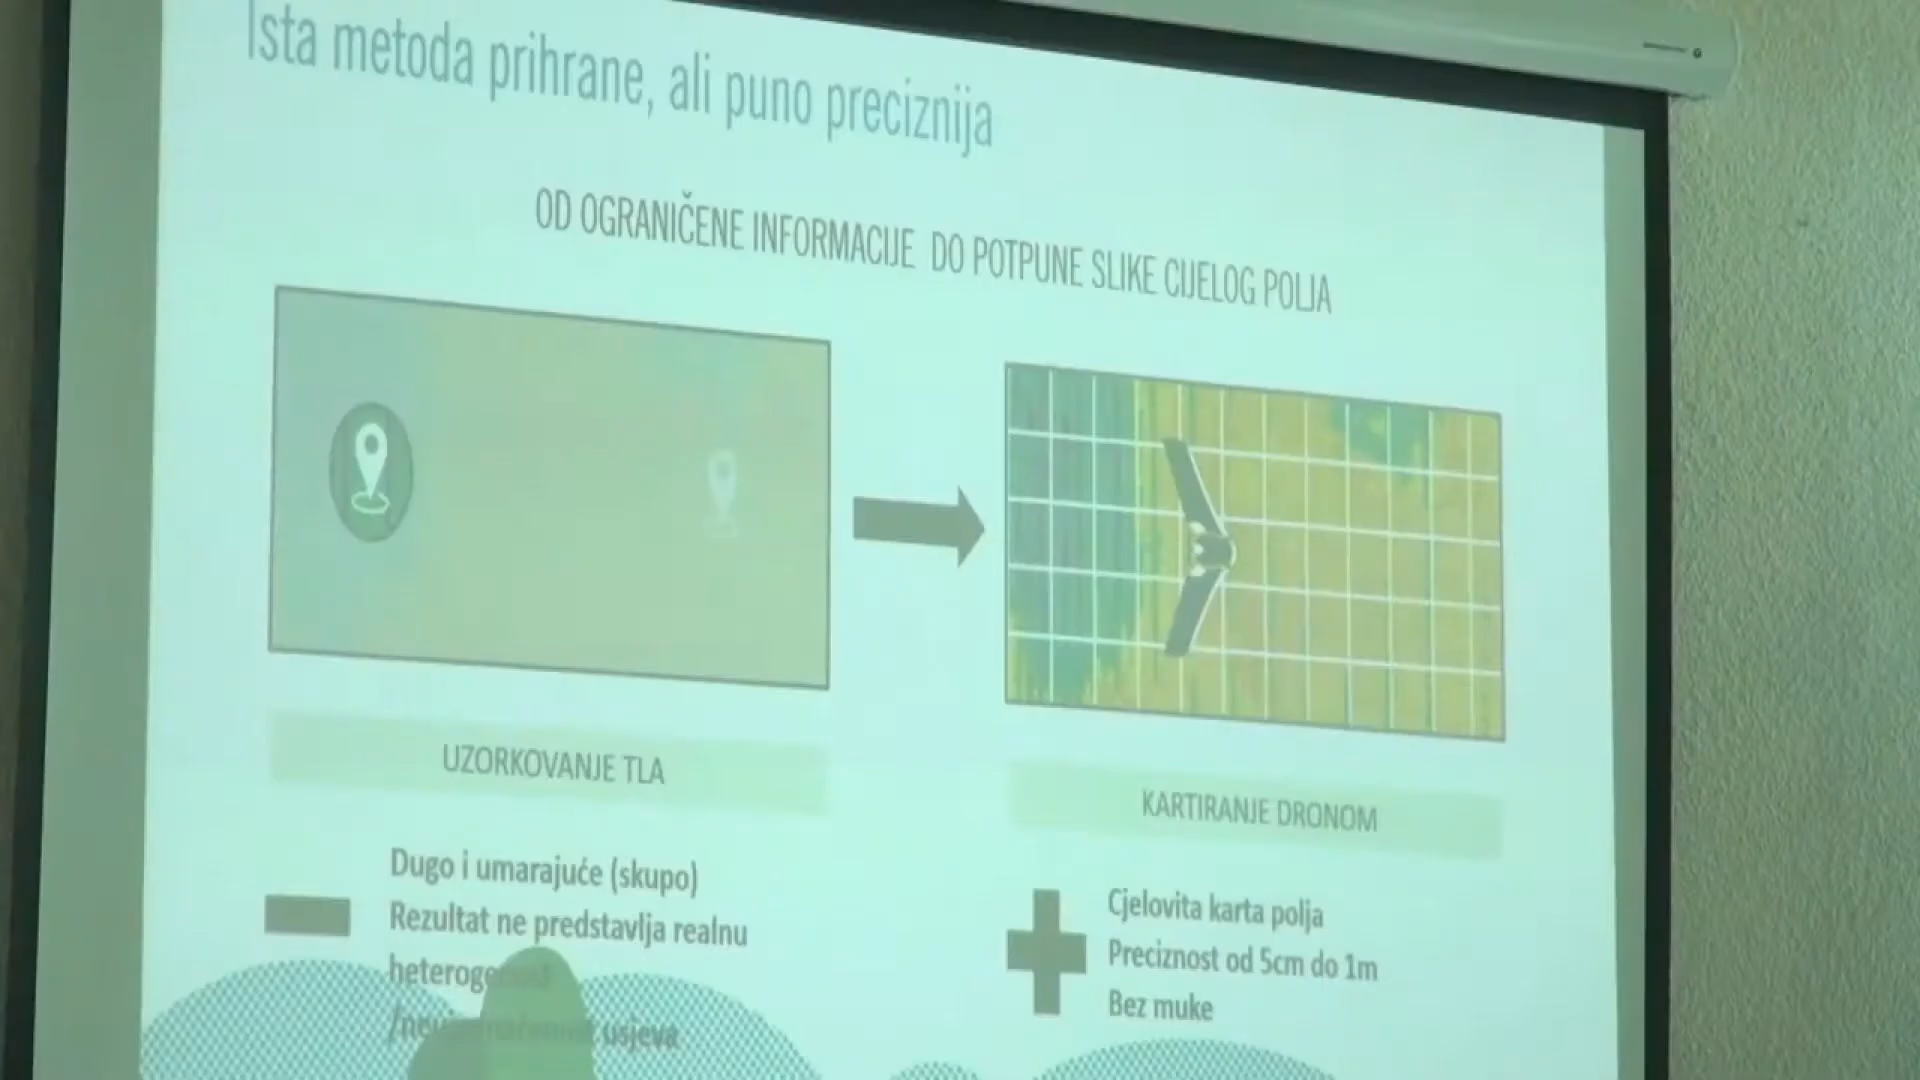 Ista metoda prihrane, ali puno preciznija
OD OGRANIČENE INFORMACIJE DO POTPUNE SLIKE CIJELOG POLJA
UZORKOVANJE TLA
KARTIRANJE DRONOM
Dugo i umarajuće (skupo)
Rezultat ne predstavlja realnu
usjeva
Cjelovita karta polja
Preciznost od 5cm do 1m
Bez muke